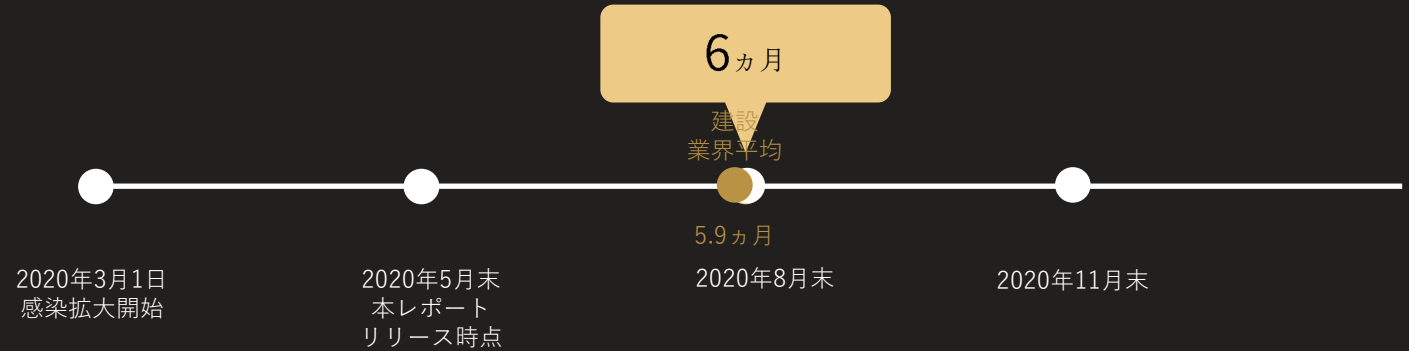 6ヵ月
建設
業界平均
5.9ヵ月
2020年3月1日
感染拡大開始
2020年5月末
本レポート
リリース時点
2020年8月末
2020年11月末